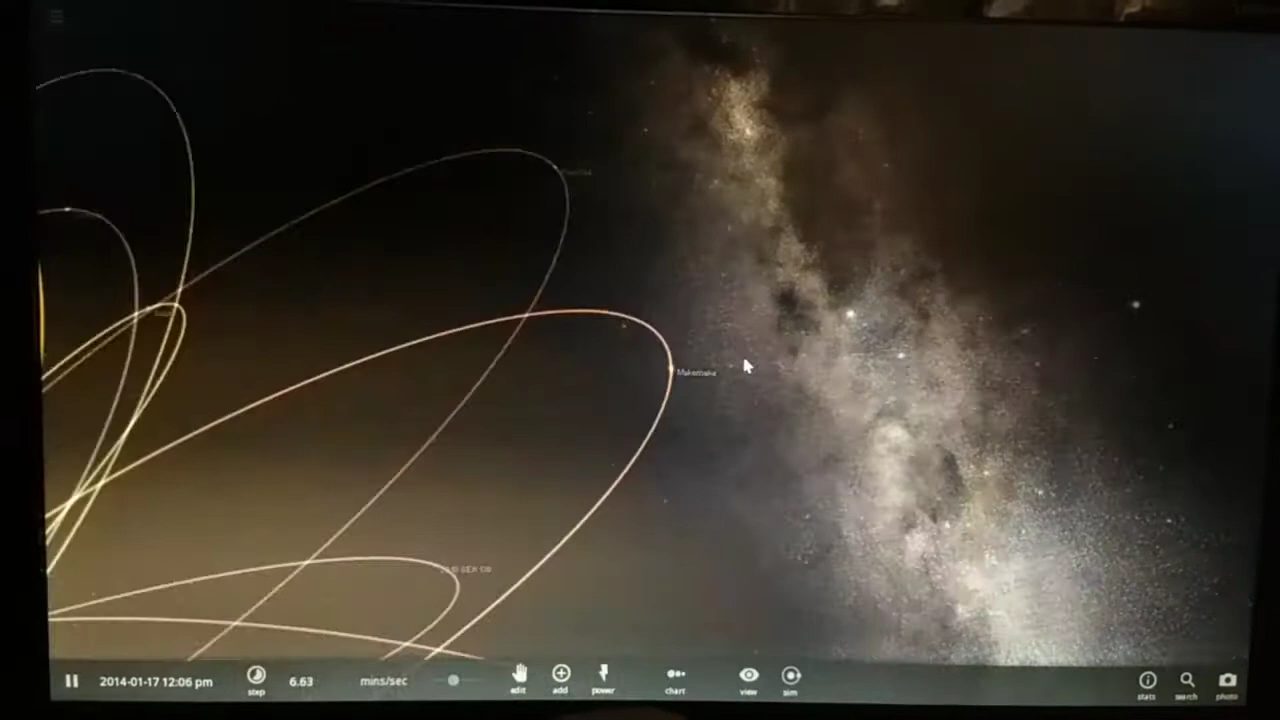 Makemake
2014-01-17 12:06 pm
step
6.63
mins/sec
edit
add
power
chart
view
sim
stats
search
photo